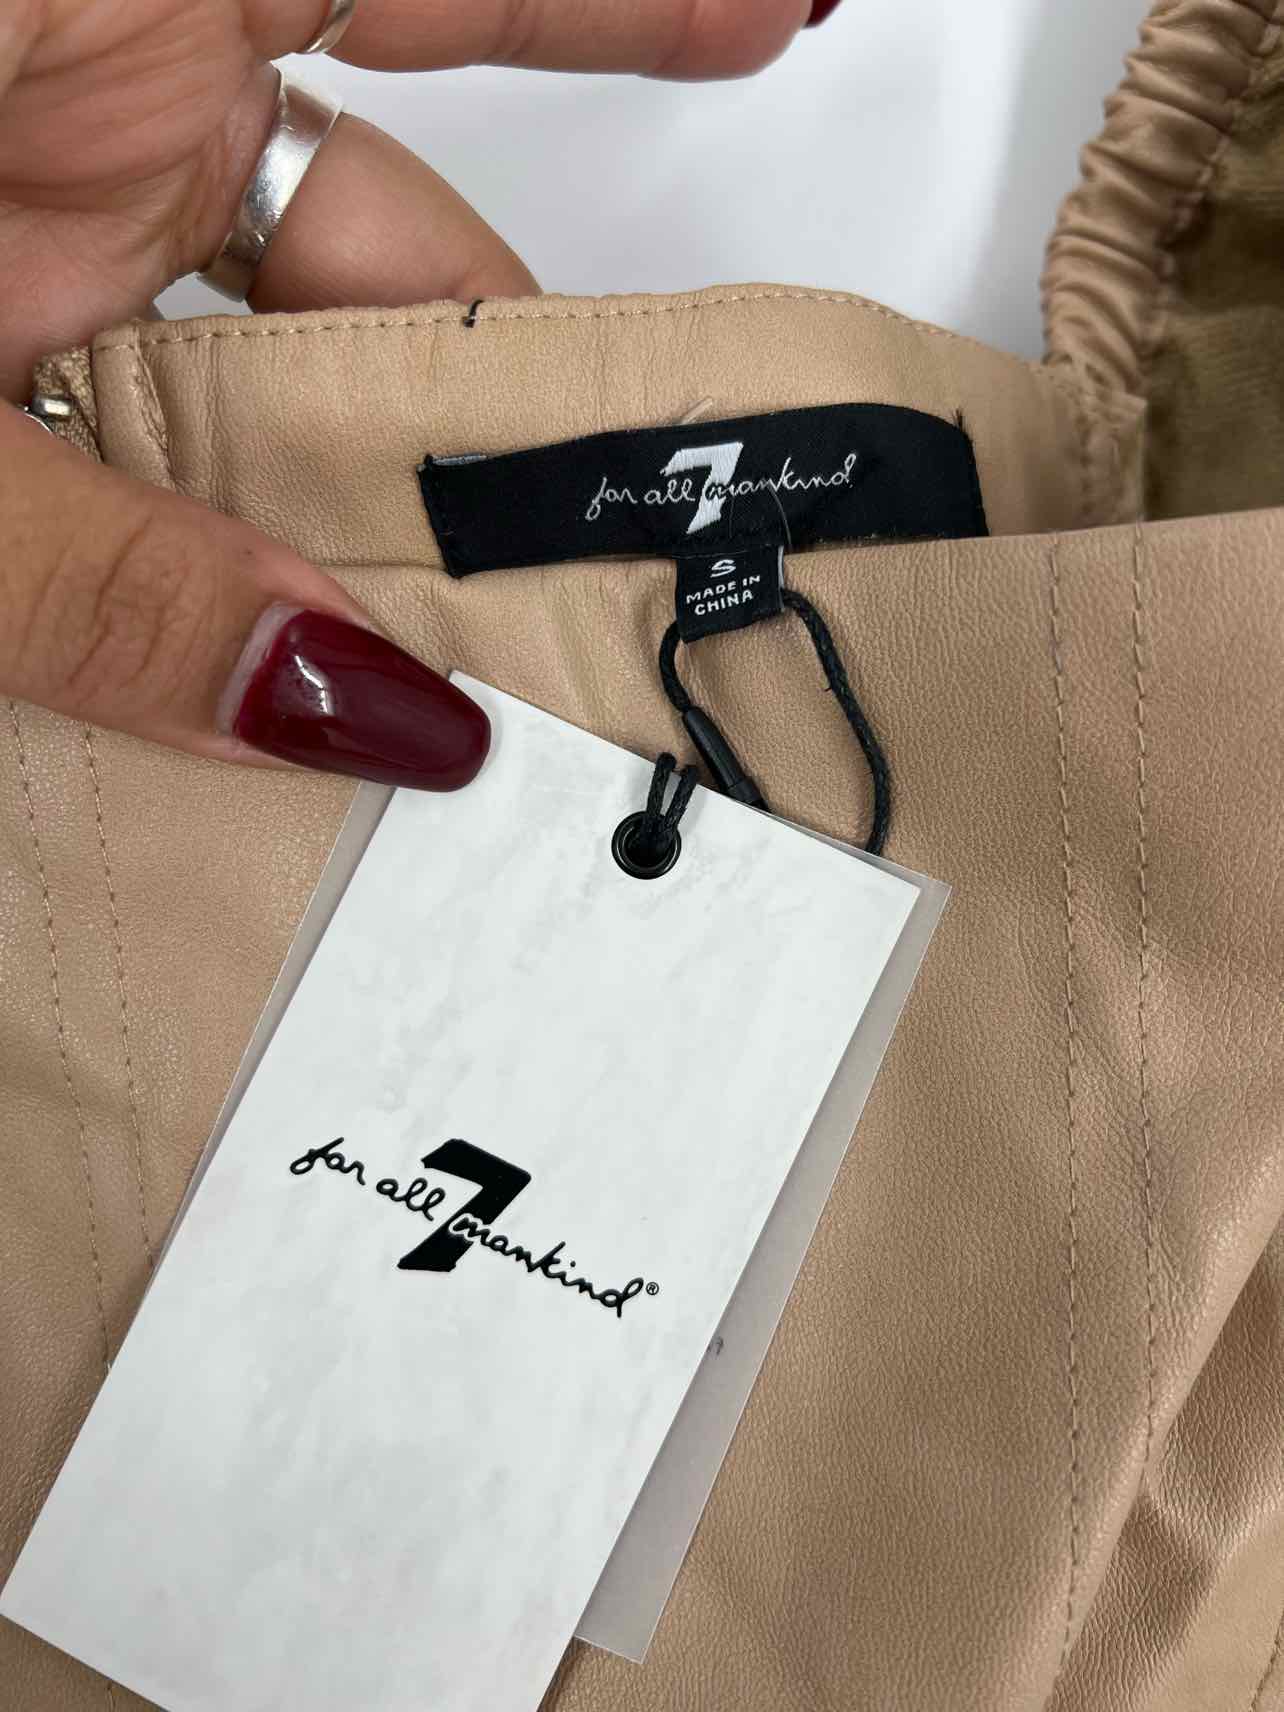 7 for all mankind
S
MADE IN
CHINA
for all 7 mankind®